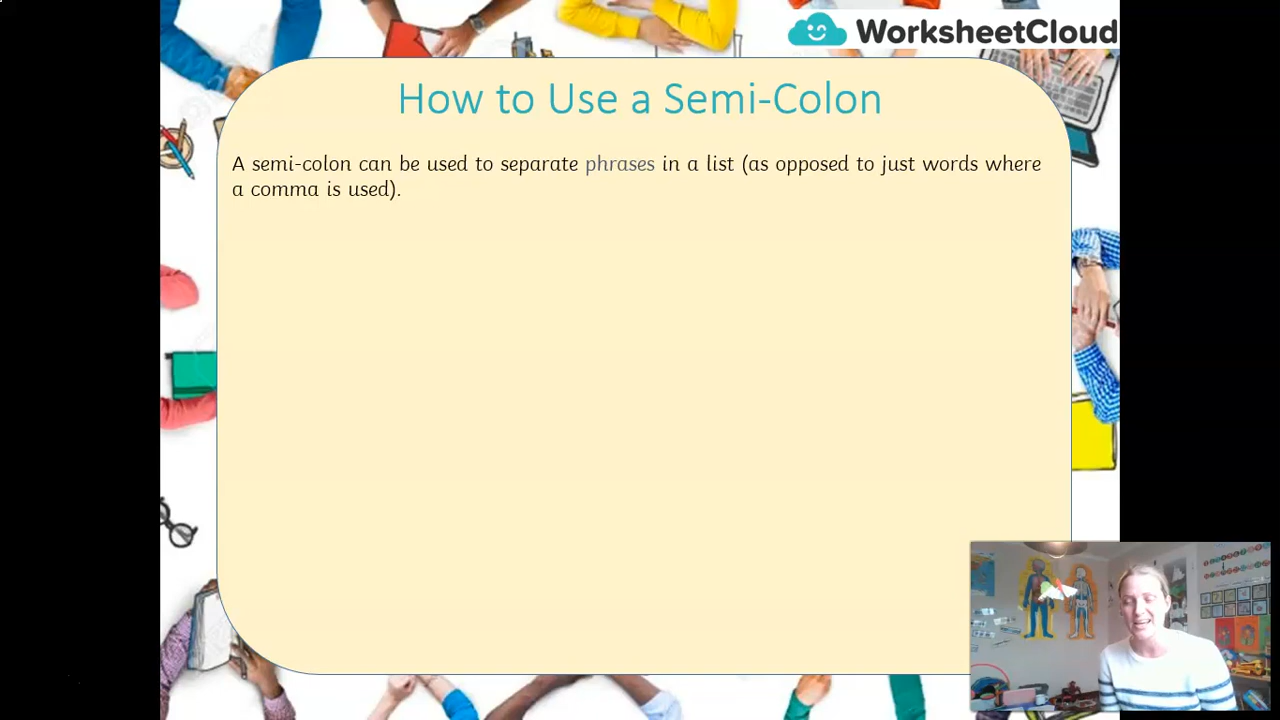 WorksheetCloud
How to Use a Semi-Colon
A semi-colon can be used to separate phrases in a list (as opposed to just words where
a comma is used).